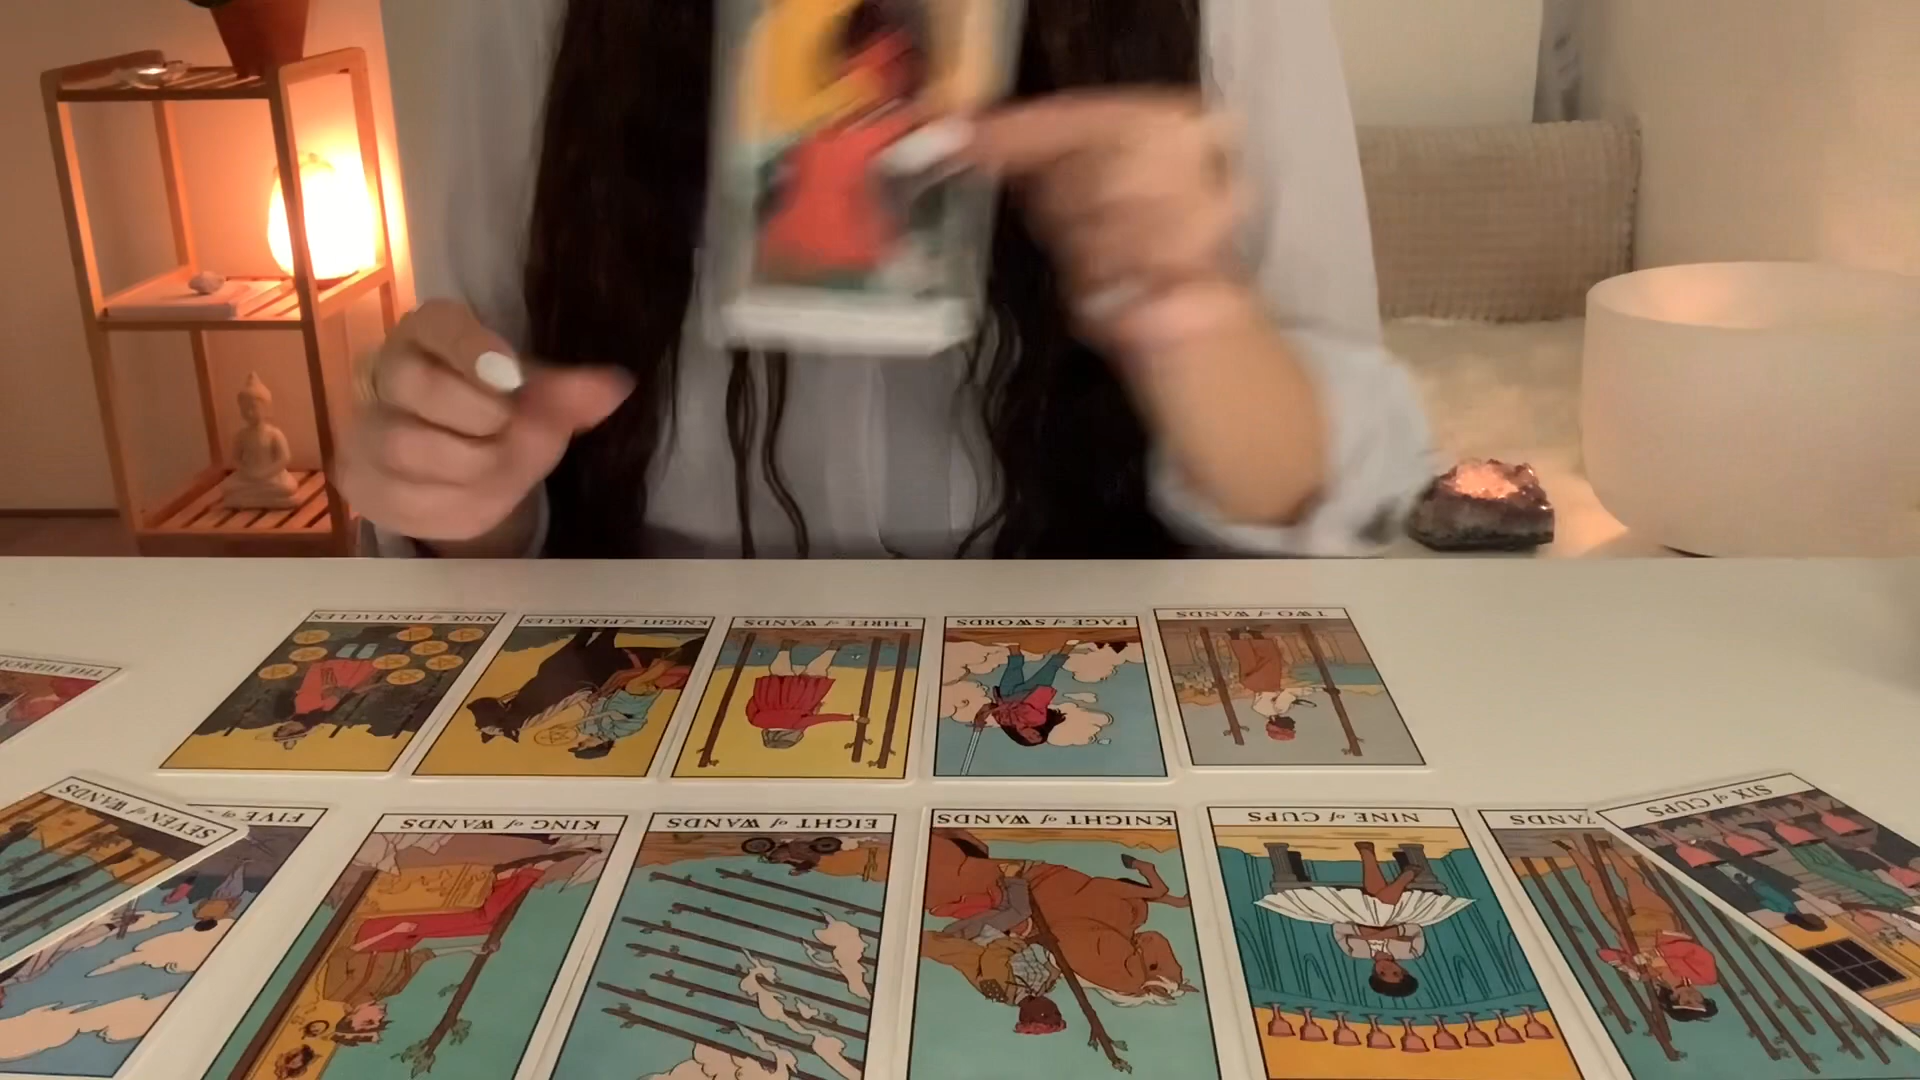 NINE of PENTACLES
KNIGHT of PENTACLES
THREE of WANDS
PAGE of SWORDS
TWO of WANDS
THE HIERO
SEVEN of WANDS
FIVE of
KING of WANDS
EIGHT of WANDS
KNIGHT of WANDS
NINE of CUPS
WANDS
SIX of CUPS